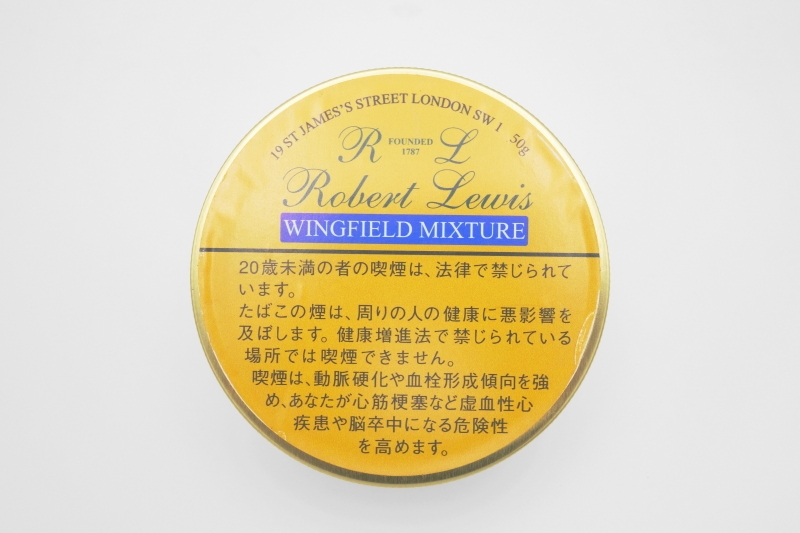 19 ST JAMES'S STREET LONDON SW 1 50g
R FOUNDED 1787 L
Robert Lewis
WINGFIELD MIXTURE
20歳未満の者の喫煙は、法律で禁じられて
います。
たばこの煙は、周りの人の健康に悪影響を
及ぼします。健康増進法で禁じられている
場所では喫煙できません。
喫煙は、動脈硬化や血栓形成傾向を強
め、あなたが心筋梗塞など虚血性心
疾患や脳卒中になる危険性
を高めます。